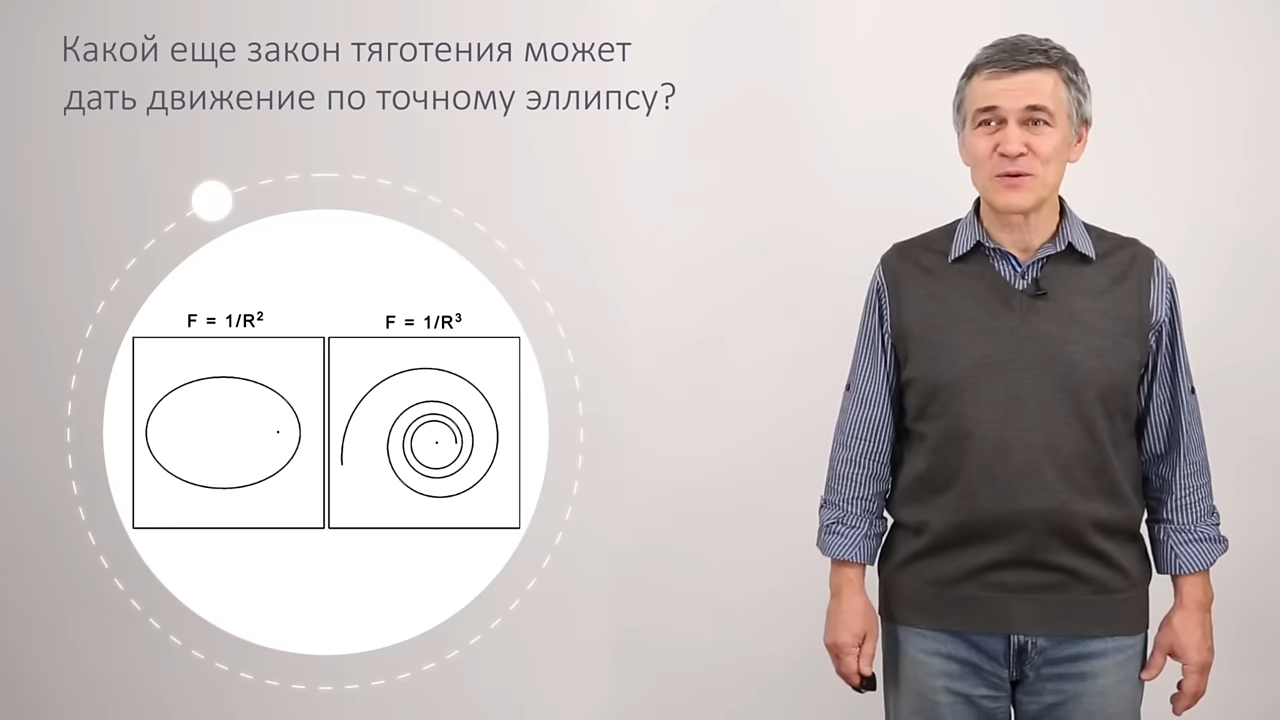 Какой еще закон тяготения может
дать движение по точному эллипсу?
F = 1/R²
F = 1/R³